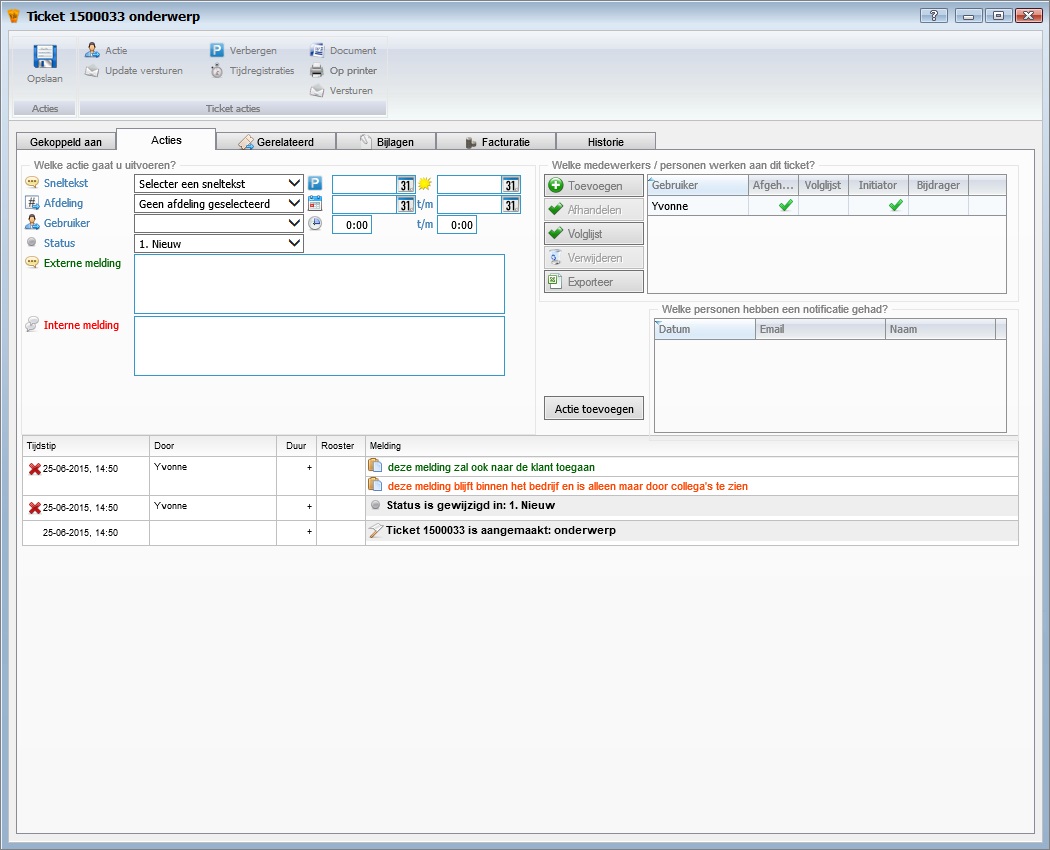 Ticket 1500033 onderwerp
Opslaan
Actie
Update versturen
Verbergen
Tijdregistraties
Document
Op printer
Versturen
Acties
Ticket acties
Gekoppeld aan
Acties
Gerelateerd
Bijlagen
Facturatie
Historie
Welke actie gaat u uitvoeren?
Sneltekst
Selecter een sneltekst
P
31
31
Afdeling
Geen afdeling geselecteerd
31
t/m
31
Gebruiker
0:00
t/m
0:00
Status
1. Nieuw
Externe melding
Interne melding
Welke medewerkers / personen werken aan dit ticket?
Toevoegen
Afhandelen
Volglijst
Verwijderen
Exporteer
Gebruiker
Afgeh...
Volglijst
Initiator
Bijdrager
Yvonne
Welke personen hebben een notificatie gehad?
Datum
Email
Naam
Actie toevoegen
Tijdstip
Door
Duur
Rooster
Melding
25-06-2015, 14:50
Yvonne
+
deze melding zal ook naar de klant toegaan
deze melding blijft binnen het bedrijf en is alleen maar door collega's te zien
25-06-2015, 14:50
Yvonne
+
Status is gewijzigd in: 1. Nieuw
25-06-2015, 14:50
+
Ticket 1500033 is aangemaakt: onderwerp